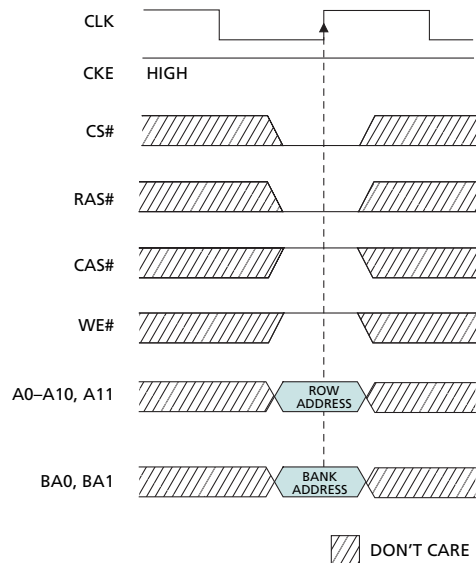 CLK
CKE HIGH
CS#
RAS#
CAS#
WE#
A0–A10, A11 ROW
ADDRESS
BA0, BA1 BANK
ADDRESS
DON'T CARE